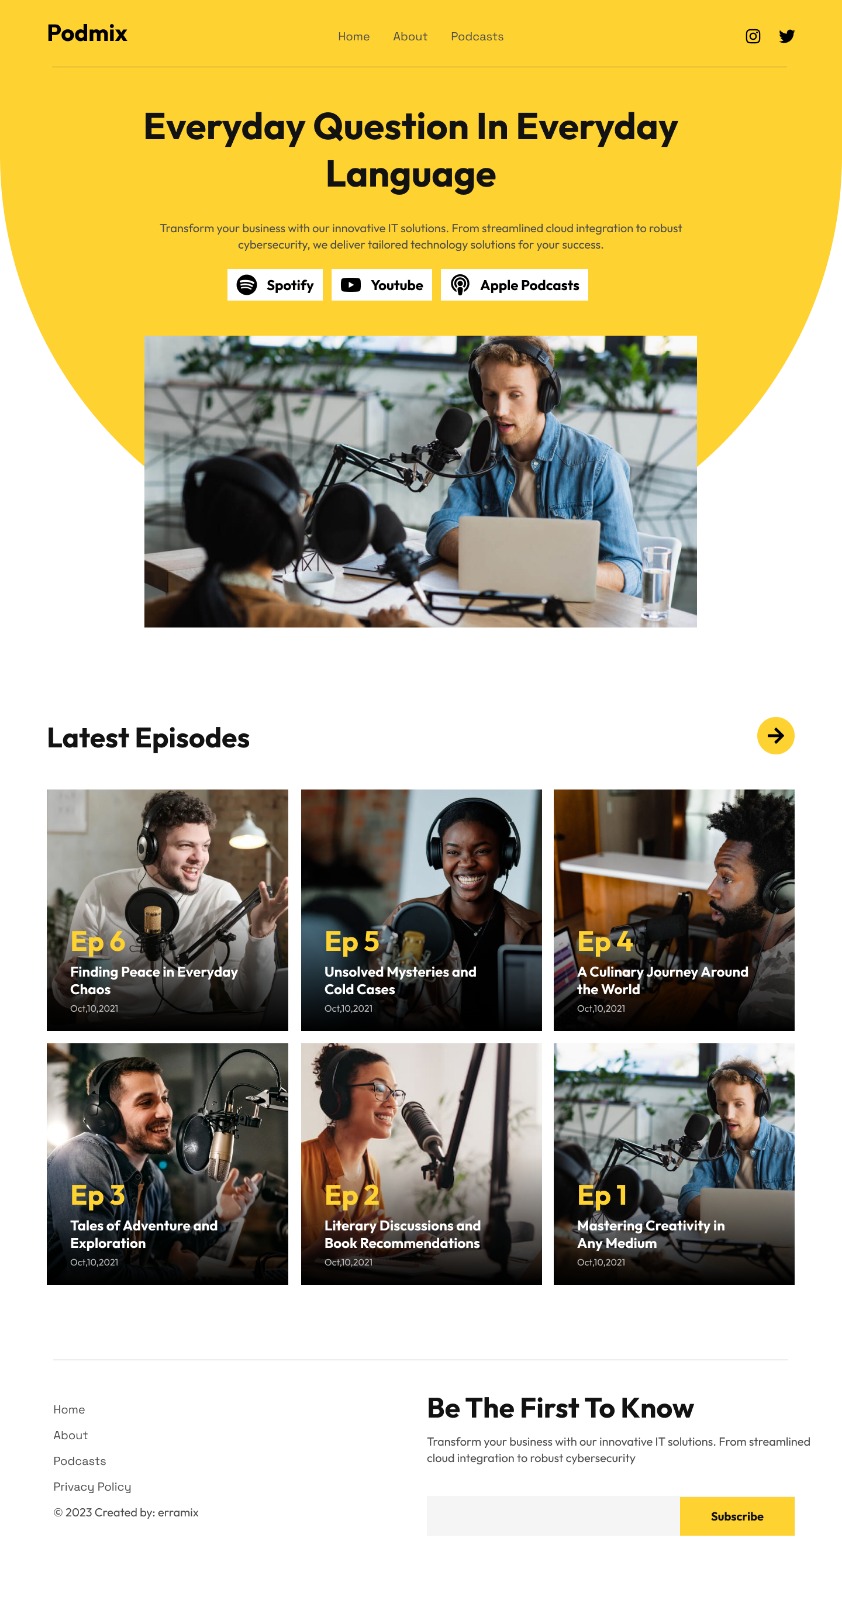 Podmix
Home About Podcasts
Everyday Question In Everyday
Language
Transform your business with our innovative IT solutions. From streamlined cloud integration to robust
cybersecurity, we deliver tailored technology solutions for your success.
Spotify Youtube Apple Podcasts
Latest Episodes
Ep 6
Finding Peace in Everyday
Chaos
Oct,10,2021
Ep 5
Unsolved Mysteries and
Cold Cases
Oct,10,2021
Ep 4
A Culinary Journey Around
the World
Oct,10,2021
Ep 3
Tales of Adventure and
Exploration
Oct,10,2021
Ep 2
Literary Discussions and
Book Recommendations
Oct,10,2021
Ep 1
Mastering Creativity in
Any Medium
Oct,10,2021
Home
About
Podcasts
Privacy Policy
© 2023 Created by: erramix
Be The First To Know
Transform your business with our innovative IT solutions. From streamlined
cloud integration to robust cybersecurity
Subscribe